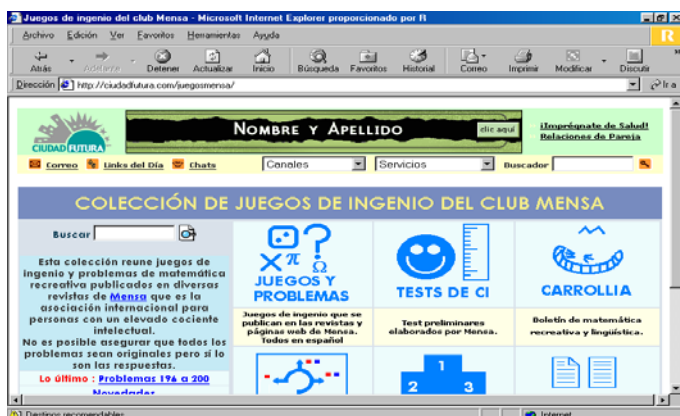 Juegos de ingenio del club Mensa - Microsoft Internet Explorer proporcionado por R
Archivo Edición Ver Favoritos Herramientas Ayuda
R
Atrás Adelante Detener Actualizar Inicio Búsqueda Favoritos Historial Correo Imprimir Modificar Discutir
Dirección http://ciudadfutura.com/juegosmensa/ Ir a
CIUDAD FUTURA
NOMBRE Y APELLIDO
clic aquí
¡Imprégnate de Salud!
Relaciones de Pareja
Correo Links del Día Chats Canales Servicios Buscador
COLECCIÓN DE JUEGOS DE INGENIO DEL CLUB MENSA
Buscar
Esta colección reune juegos de
ingenio y problemas de matemática
recreativa publicados en diversas
revistas de Mensa que es la
asociación internacional para
personas con un elevado cociente
intelectual.
No es posible asegurar que todos los
problemas sean originales pero sí lo
son las respuestas.
Lo último : Problemas 196 a 200
Novedades
? X π Ω
JUEGOS Y
PROBLEMAS
Juegos de ingenio que se
publican en las revistas y
páginas web de Mensa.
Todos en español
TESTS DE CI
Test preliminares
elaborados por Mensa.
CARROLLIA
Boletín de matemática
recreativa y lingüística.
1
2 3
Destinos recomendables
Internet